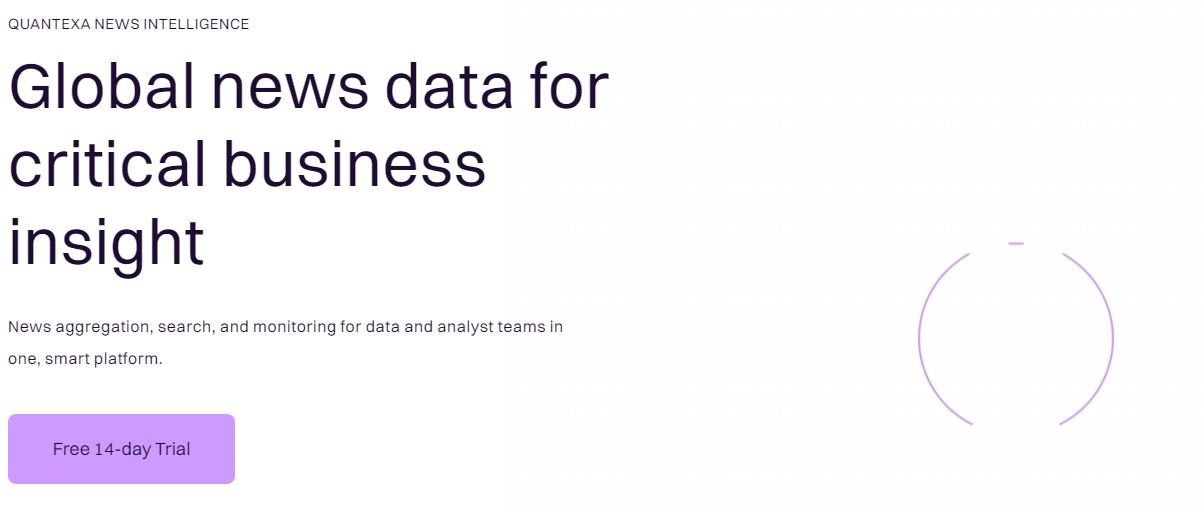 QUANTEXA NEWS INTELLIGENCE
Global news data for
critical business
insight
News aggregation, search, and monitoring for data and analyst teams in
one, smart platform.
Free 14-day Trial